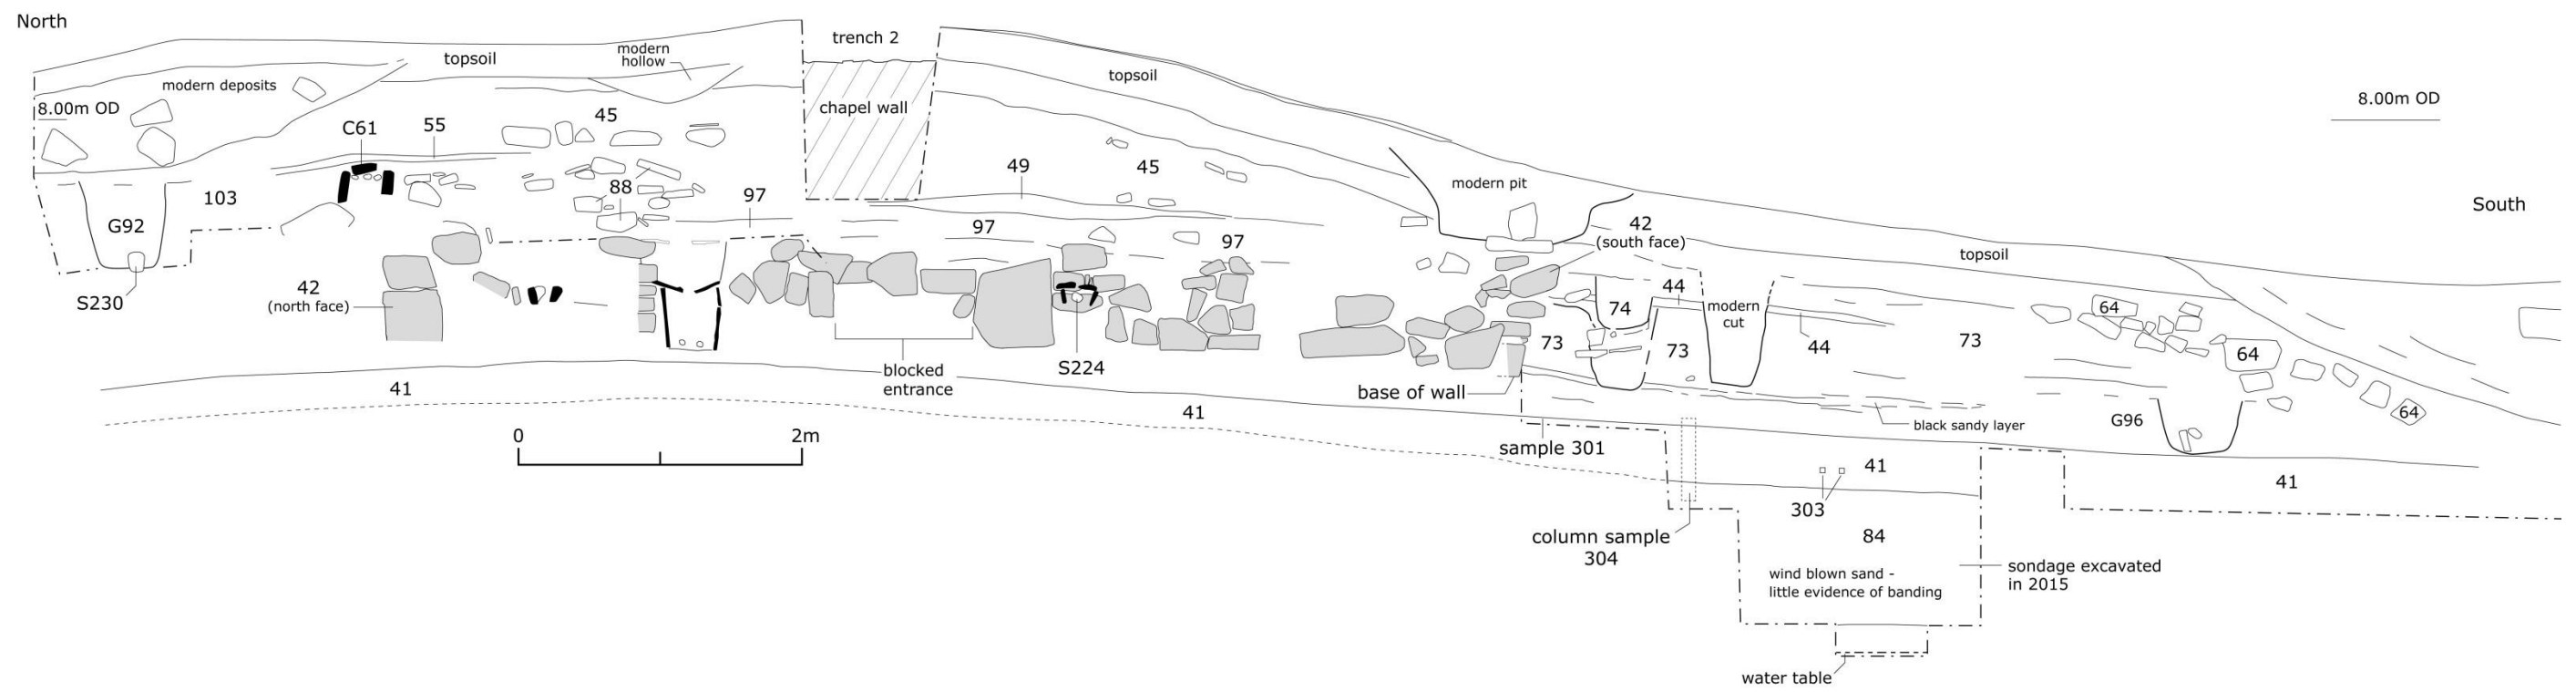 North
trench 2
modern
hollow
topsoil
topsoil
modern deposits
8.00m OD
8.00m OD
chapel wall
C61
55
45
49
45
modern pit
103
88
97
G92
97
97
42
(south face)
South
topsoil
S230
42
(north face)
44
74
modern
cut
64
73
73
44
73
64
blocked
entrance
S224
base of wall
41
41
64
black sandy layer
G96
0
2m
sample 301
41
41
303
column sample
304
84
wind blown sand -
little evidence of banding
sondage excavated
in 2015
water table